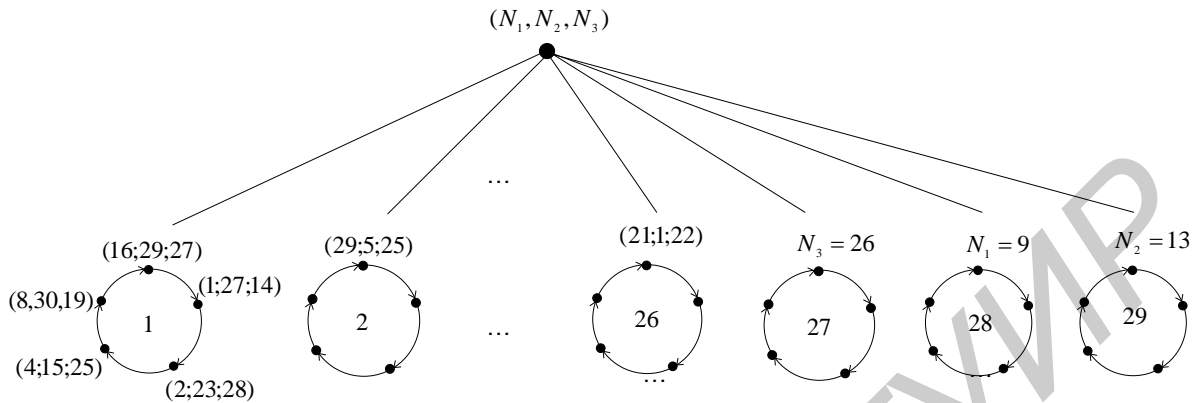 (N₁, N₂, N₃)
...
(16;29;27) (29;5;25) (21;1;22) N₃ = 26 N₁ = 9 N₂ = 13
(8,30,19) (1;27;14)
1 2 ... 26 27 28 29
(4;15;25) (2;23;28) ... ...
ТУИР